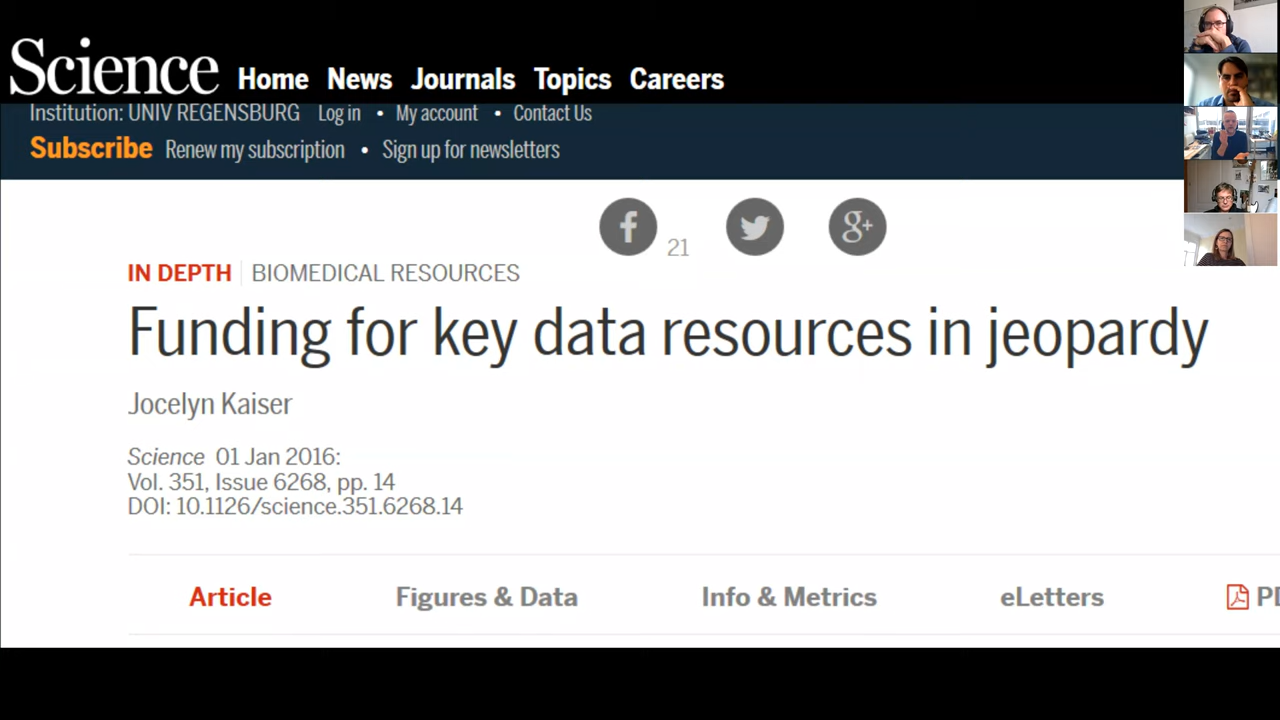 Science Home News Journals Topics Careers
Institution: UNIV REGENSBURG Log in • My account • Contact Us
Subscribe Renew my subscription • Sign up for newsletters
f 21 g+
IN DEPTH BIOMEDICAL RESOURCES
Funding for key data resources in jeopardy
Jocelyn Kaiser
Science 01 Jan 2016:
Vol. 351, Issue 6268, pp. 14
DOI: 10.1126/science.351.6268.14
Article Figures & Data Info & Metrics eLetters